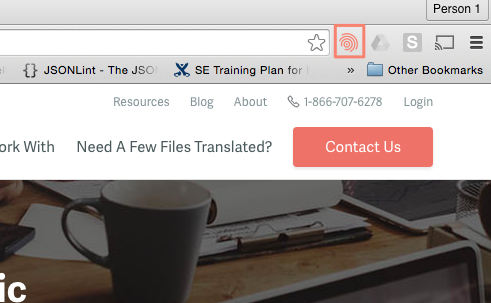 Person 1
JSONLint - The JSO
SE Training Plan for
» Other Bookmarks
Resources Blog About 1-866-707-6278 Login
ork With Need A Few Files Translated? Contact Us
ic